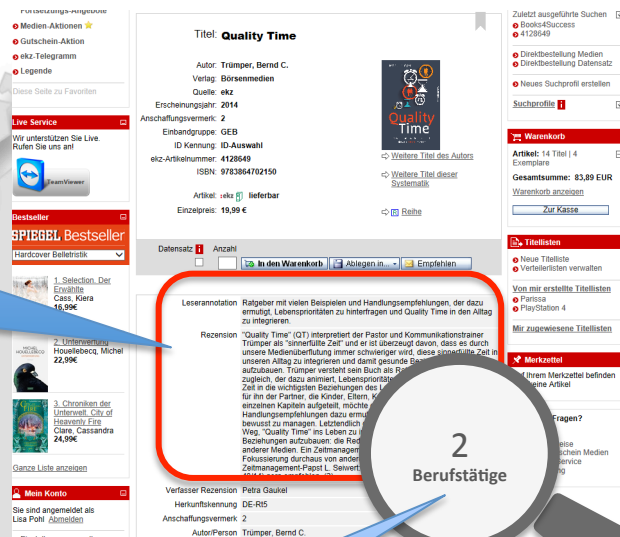 Fortsetzungs-Angebote
Medien-Aktionen
Gutschein-Aktion
ekz-Telegramm
Legende
Diese Seite zu Favoriten
Live Service
Wir unterstützen Sie Live.
Rufen Sie uns an!
TeamViewer
Bestseller
SPIEGEL Bestseller
Hardcover Belletristik
1. Selection. Der
Erwählte
Cass, Kiera
16,99€
2. Unterwerfung
Houellebecq, Michel
22,99€
3. Chroniken der
Unterwelt. City of
Heavenly Fire
Clare, Cassandra
24,99€
Ganze Liste anzeigen
Mein Konto
Sie sind angemeldet als
Lisa Pohl Abmelden
Titel: Quality Time
Autor: Trümper, Bernd C.
Verlag: Börsenmedien
Quelle: ekz
Erscheinungsjahr: 2014
Anschaffungsvermerk: 2
Einbandgruppe: GEB
ID Kennung: ID-Auswahl
ekz-Artikelnummer: 4128649
ISBN: 9783864702150
Artikel: :ekz lieferbar
Einzelpreis: 19,99 €
Quality
Time
Weitere Titel des Autors
Weitere Titel dieser
Systematik
Reihe
Datensatz Anzahl
In den Warenkorb Ablegen in... Empfehlen
Leserannotation Ratgeber mit vielen Beispielen und Handlungsempfehlungen, der dazu
ermutigt, Lebensprioritäten zu hinterfragen und Quality Time in den Alltag
zu integrieren.
Rezension "Quality Time" (QT) interpretiert der Pastor und Kommunikationstrainer
Trümper als "sinnerfüllte Zeit" und er ist überzeugt davon, dass es durch
unsere Medienüberflutung immer schwieriger wird, diese sinnerfüllte Zeit in
unseren Alltag zu integrieren und damit gesunde
aufzubauen. Trümper versteht sein Buch als
zugleich, der dazu animiert, Lebensprioritäte
Zeit in die wichtigsten Beziehungen des
für ihn der Partner, die Kinder, Eltern,
einzelnen Kapiteln aufgeteilt, möchte
Handlungsempfehlungen dazu
bewusst zu managen. Letztendlich
Weg, "Quality Time" ins Leben zu
Beziehungen aufzubauen: die
anderer Medien. Ein
Fokussierung durchaus von
Zeitmanagement-Papst L. Seiwert
Verfasser Rezension Petra Gaukel
Herkunftskennung DE-Rt5
Anschaffungsvermerk 2
Autor/Person Trümper, Bernd C.
2
Berufstätige
Zuletzt ausgeführte Suchen
Books4Success
4128649
Direktbestellung Medien
Direktbestellung Datensatz
Neues Suchprofil erstellen
Suchprofile
Warenkorb
Artikel: 14 Titel | 4
Exemplare
Gesamtsumme: 83,89 EUR
Warenkorb anzeigen
Zur Kasse
Titellisten
Neue Titelliste
Verteilerlisten verwalten
Von mir erstellte Titellisten
Parissa
PlayStation 4
Mir zugewiesene Titellisten
Merkzettel
Ihrem Merkzettel befinden
Artikel
Fragen?